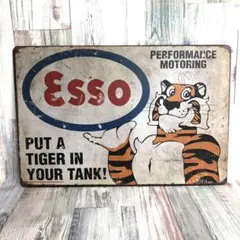 PERFORMANCE
MOTORING
Esso
PUT A
TIGER IN
YOUR TANK!